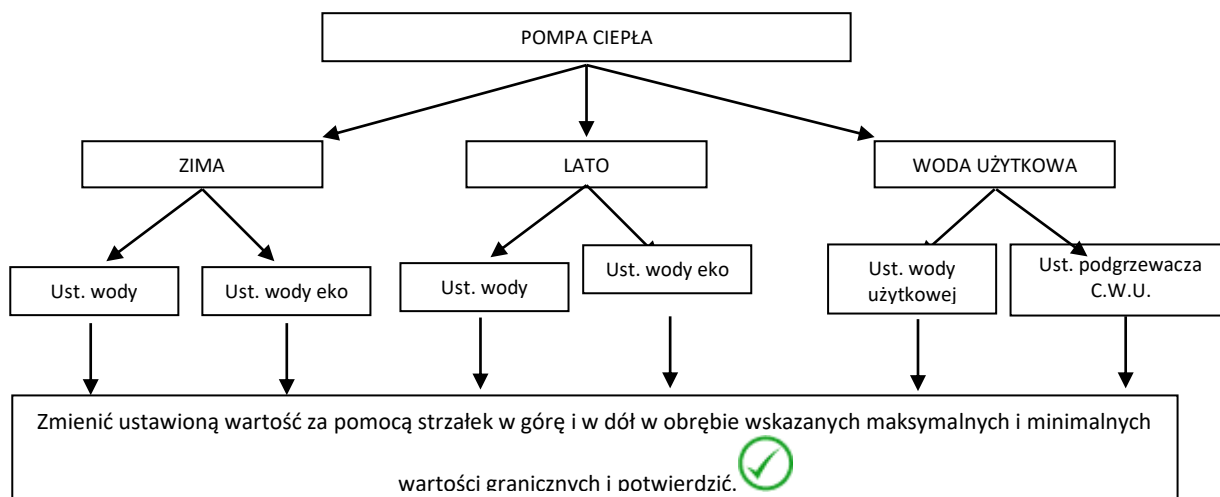 POMPA CIEPŁA
ZIMA
LATO
WODA UŻYTKOWA
Ust. wody
Ust. wody eko
Ust. wody
Ust. wody eko
Ust. wody
użytkowej
Ust. podgrzewacza
C.W.U.
Zmienić ustawioną wartość za pomocą strzałek w górę i w dół w obrębie wskazanych maksymalnych i minimalnych
wartości granicznych i potwierdzić.